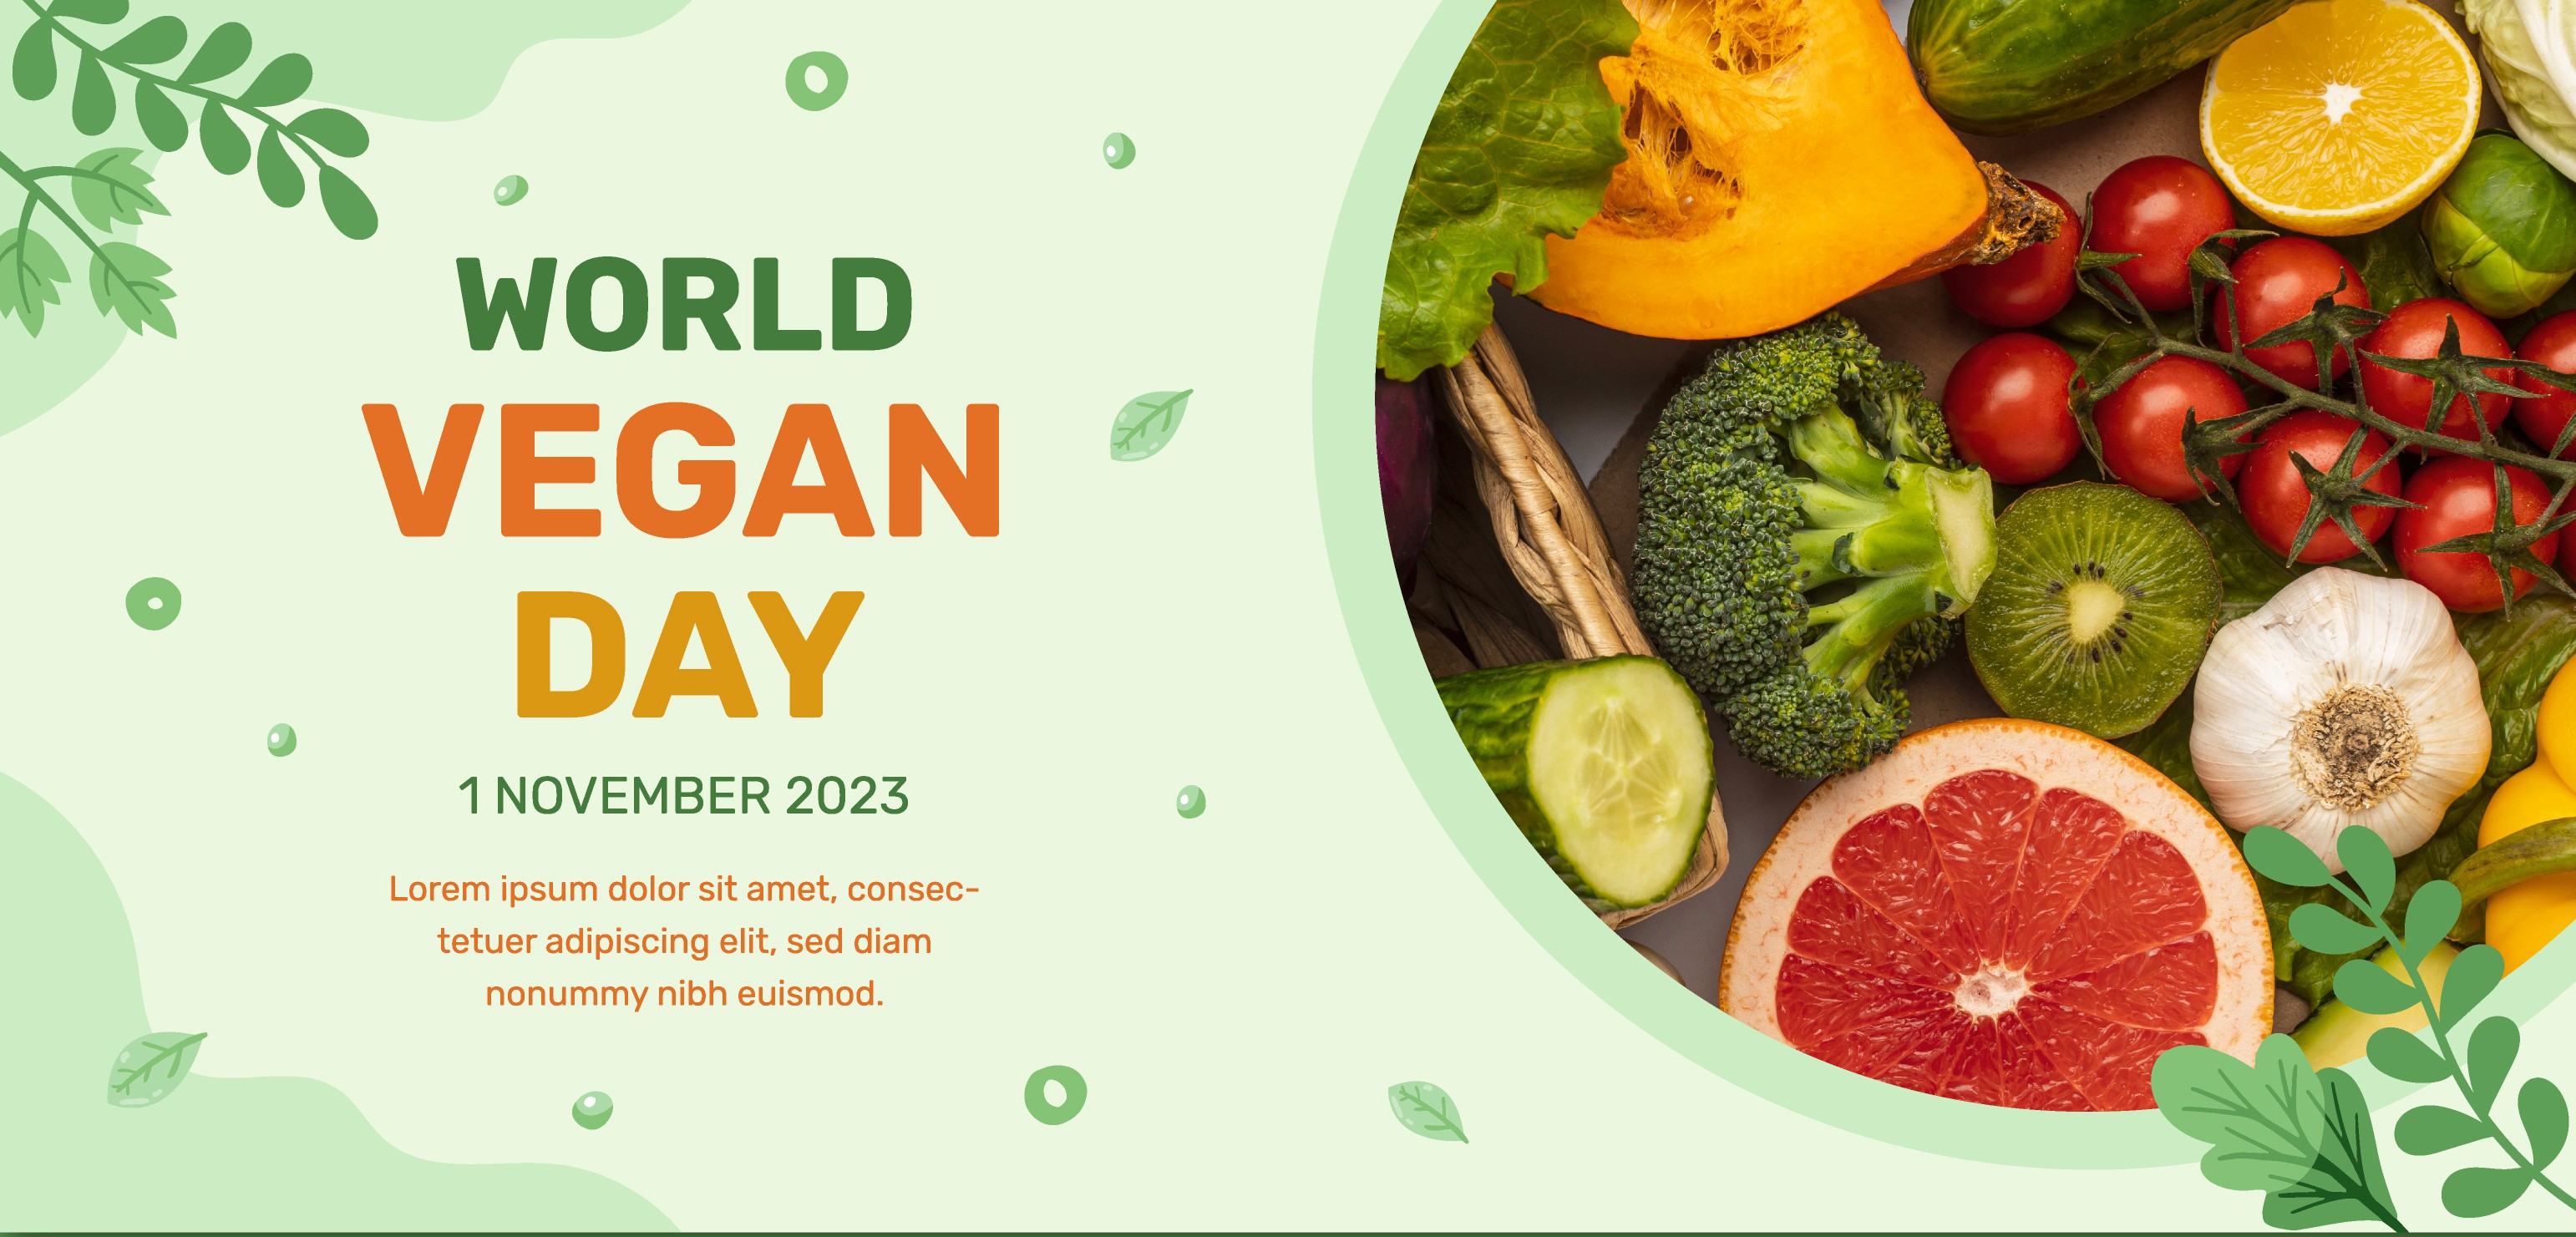 WORLD
VEGAN
DAY
1 NOVEMBER 2023
Lorem ipsum dolor sit amet, consec-
tetuer adipiscing elit, sed diam
nonummy nibh euismod.